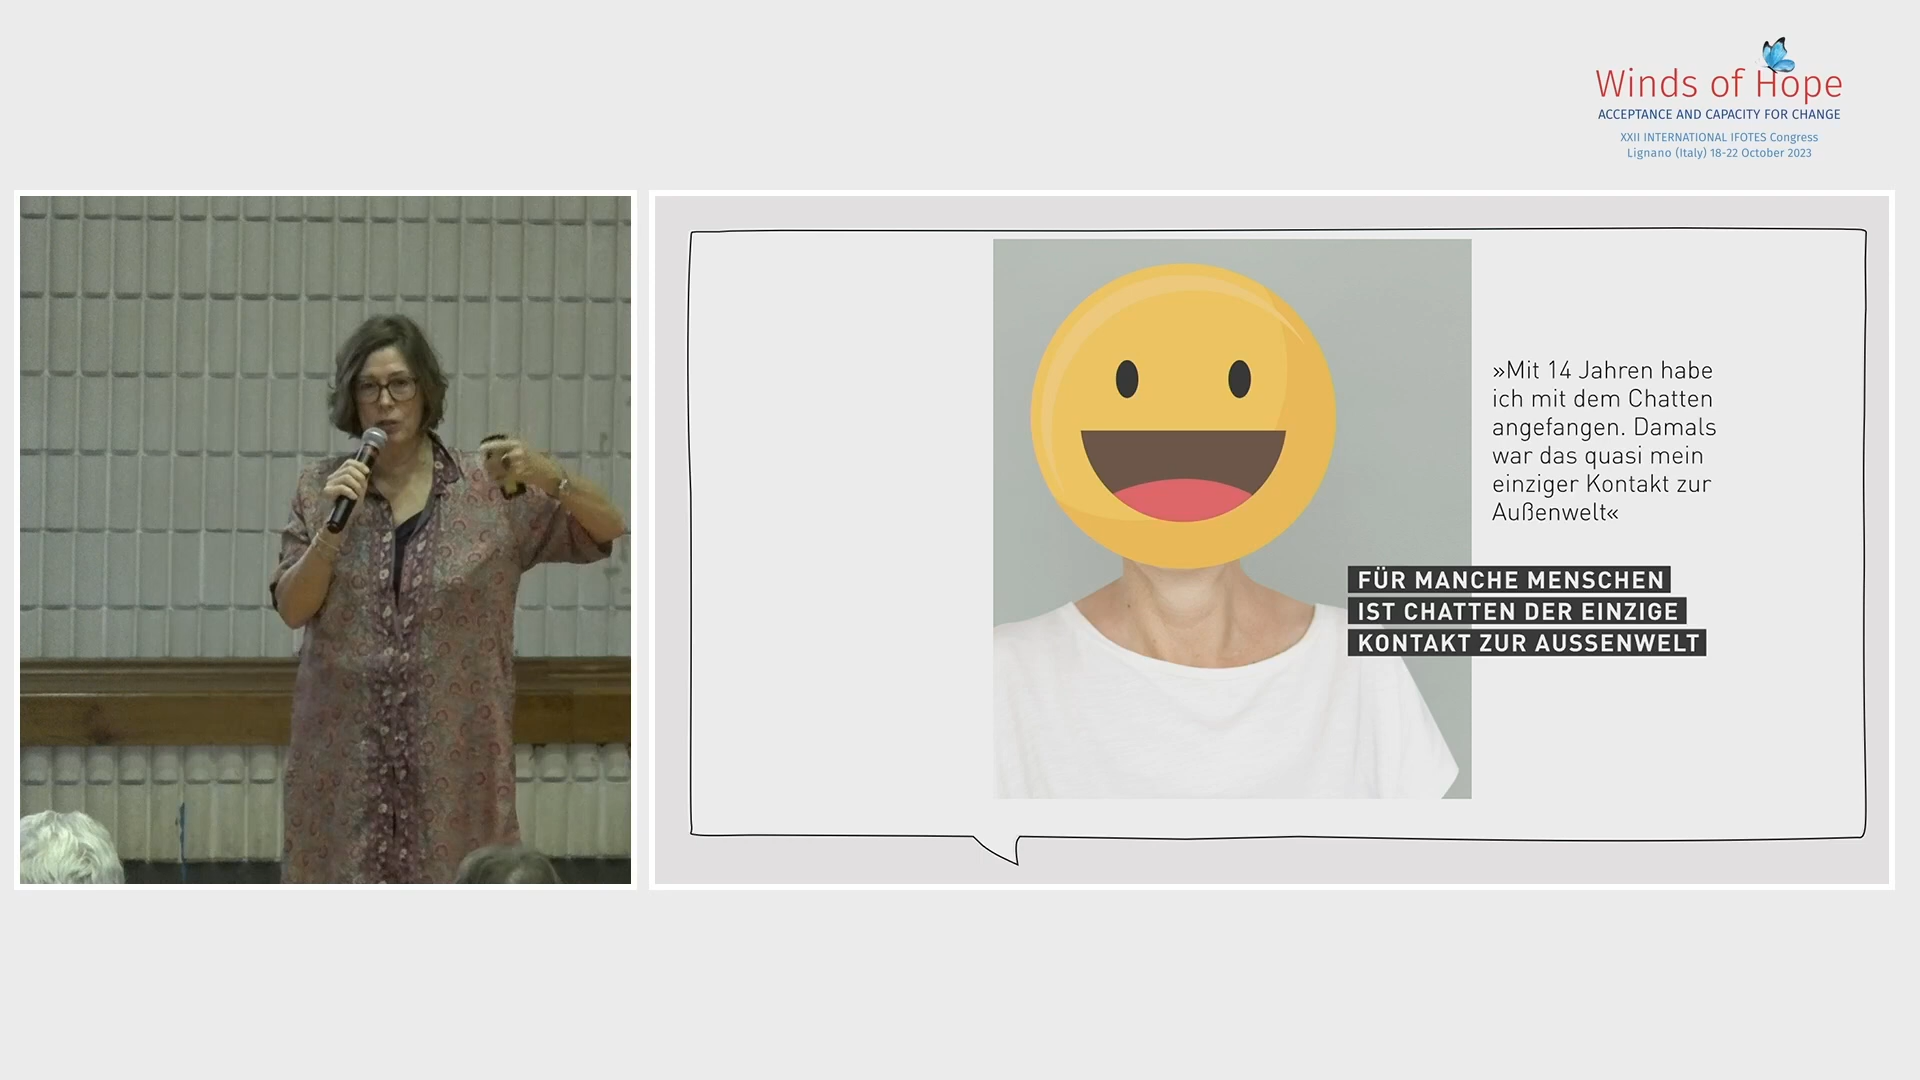 Winds of Hope
ACCEPTANCE AND CAPACITY FOR CHANGE
XXII INTERNATIONAL IFOTES Congress
Lignano (Italy) 18-22 October 2023
»Mit 14 Jahren habe
ich mit dem Chatten
angefangen. Damals
war das quasi mein
einziger Kontakt zur
Außenwelt«
FÜR MANCHE MENSCHEN
IST CHATTEN DER EINZIGE
KONTAKT ZUR AUSSENWELT